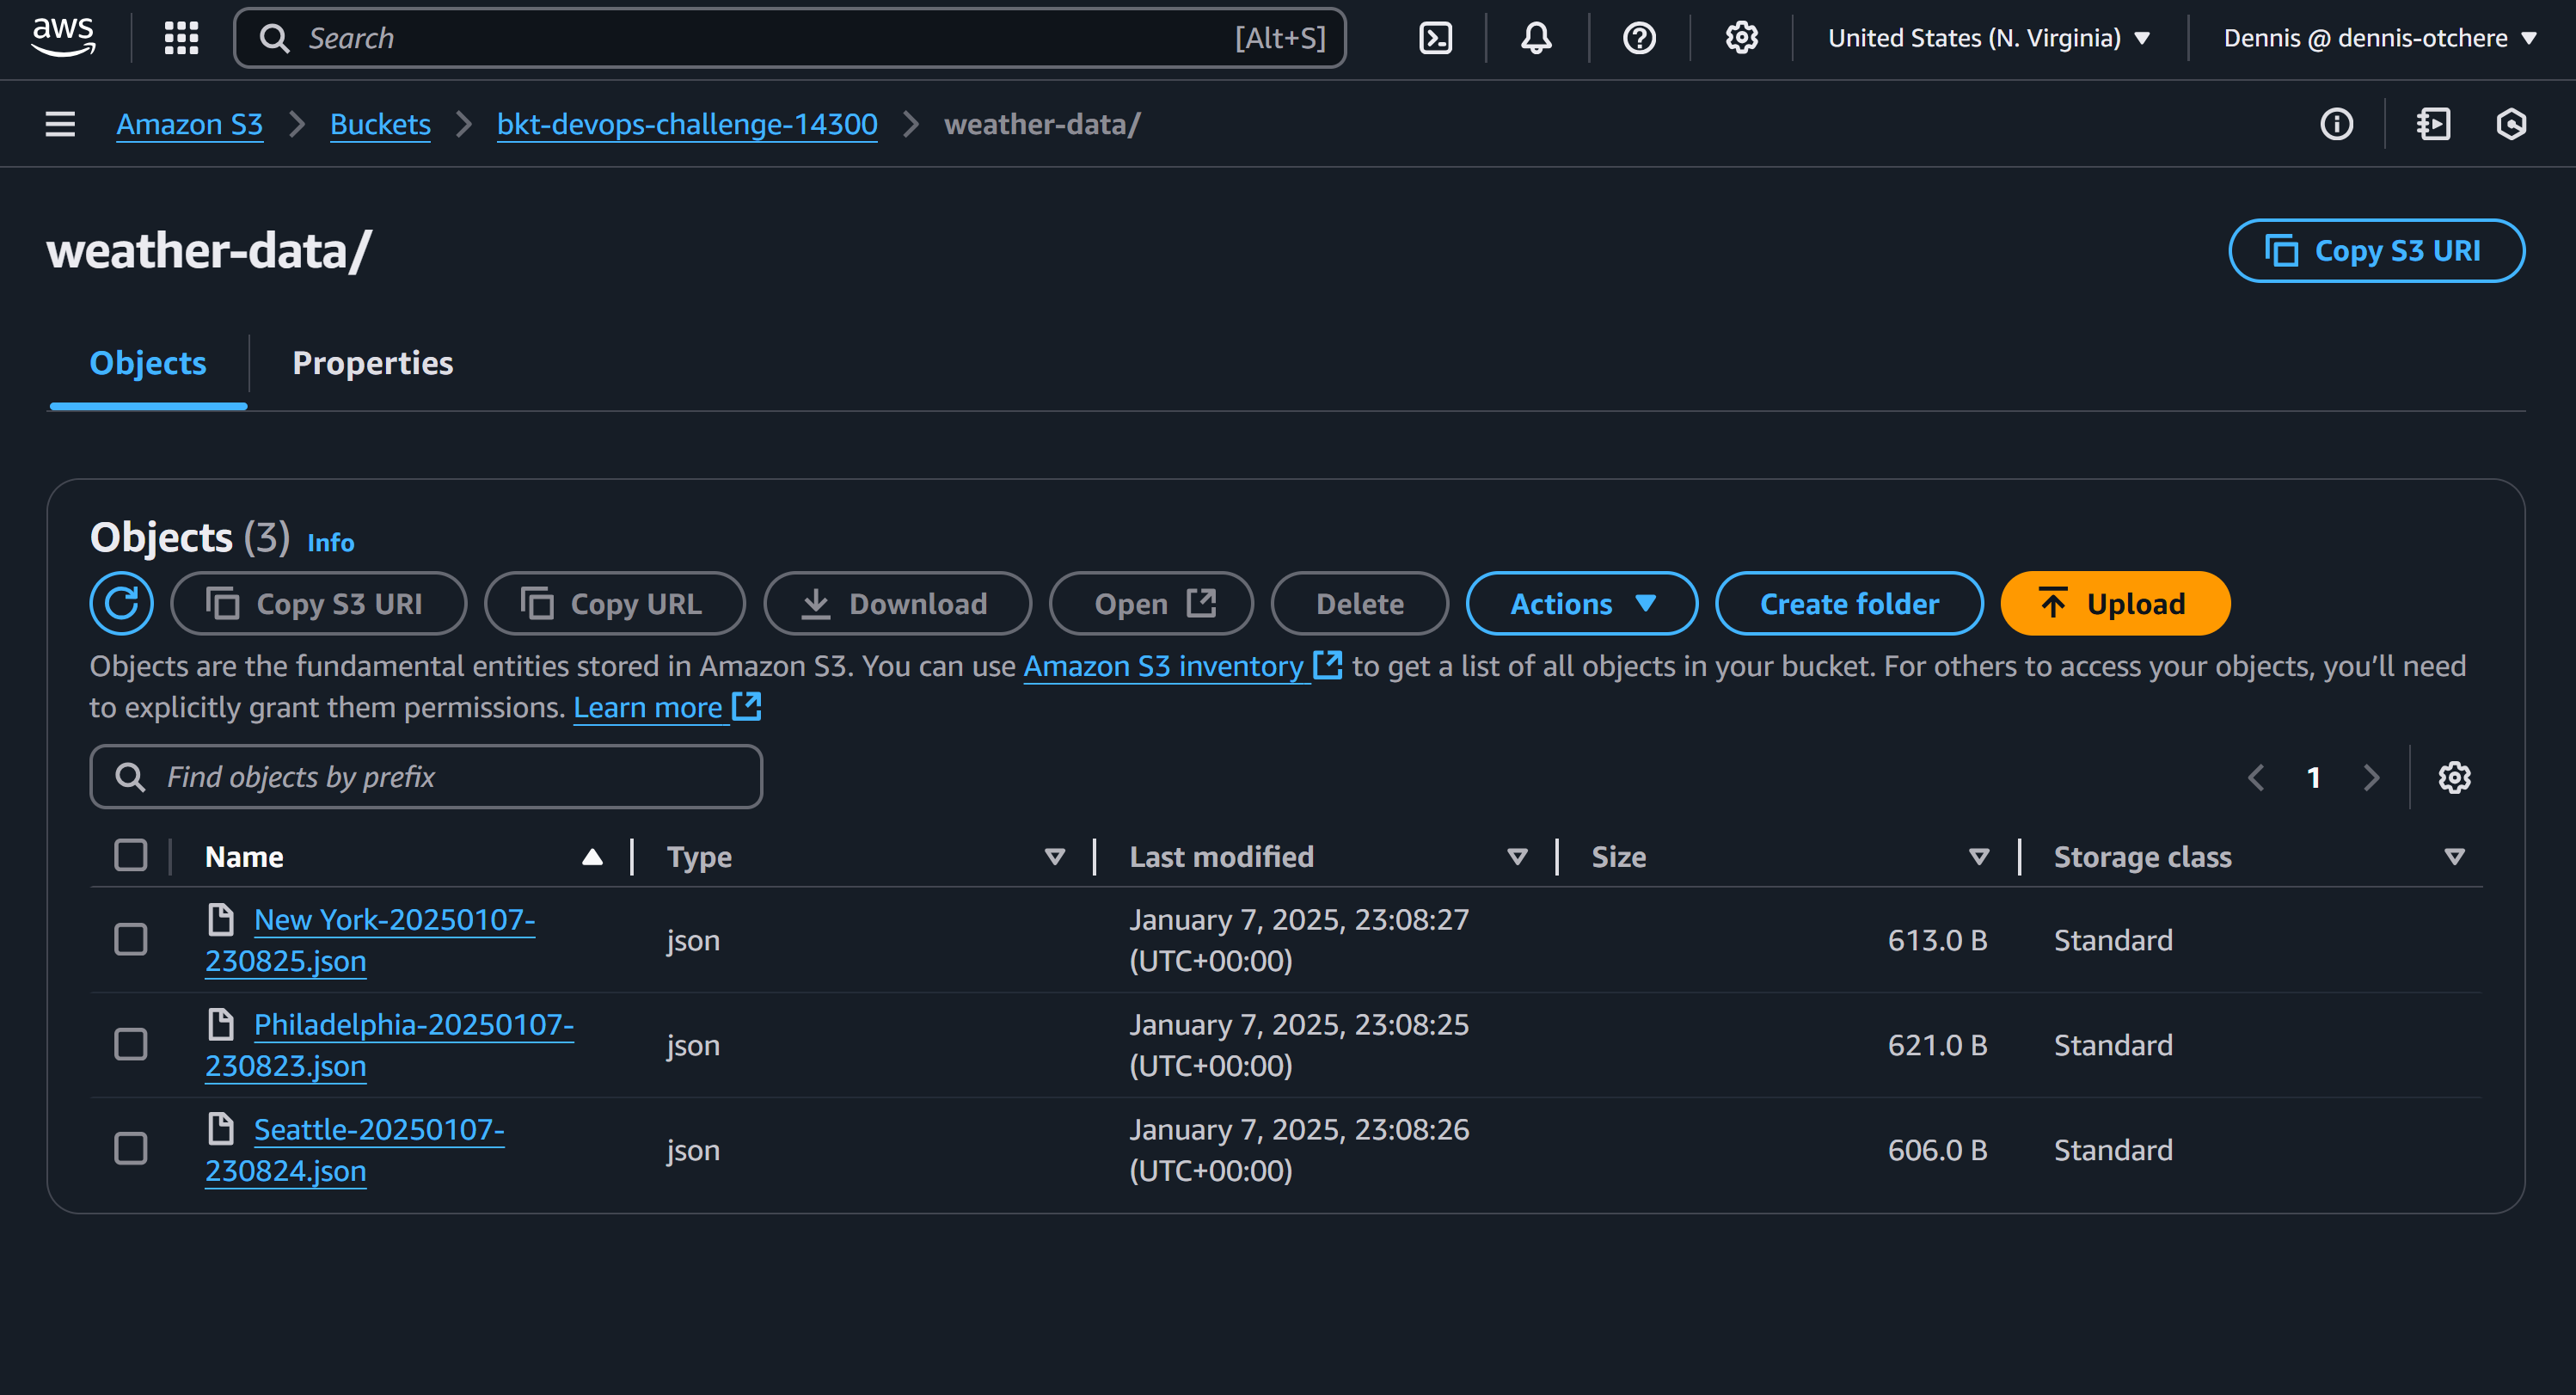 aws
Search [Alt+S] United States (N. Virginia) Dennis @ dennis-otchere
Amazon S3 Buckets bkt-devops-challenge-14300 weather-data/
weather-data/
Copy S3 URI
Objects Properties
Objects (3) Info
Copy S3 URI Copy URL Download Open Delete Actions Create folder Upload
Objects are the fundamental entities stored in Amazon S3. You can use Amazon S3 inventory to get a list of all objects in your bucket. For others to access your objects, you’ll need
to explicitly grant them permissions. Learn more
Find objects by prefix 1
Name Type Last modified Size Storage class
New York-20250107-
230825.json
json
January 7, 2025, 23:08:27
(UTC+00:00)
613.0 B
Standard
Philadelphia-20250107-
230823.json
json
January 7, 2025, 23:08:25
(UTC+00:00)
621.0 B
Standard
Seattle-20250107-
230824.json
json
January 7, 2025, 23:08:26
(UTC+00:00)
606.0 B
Standard